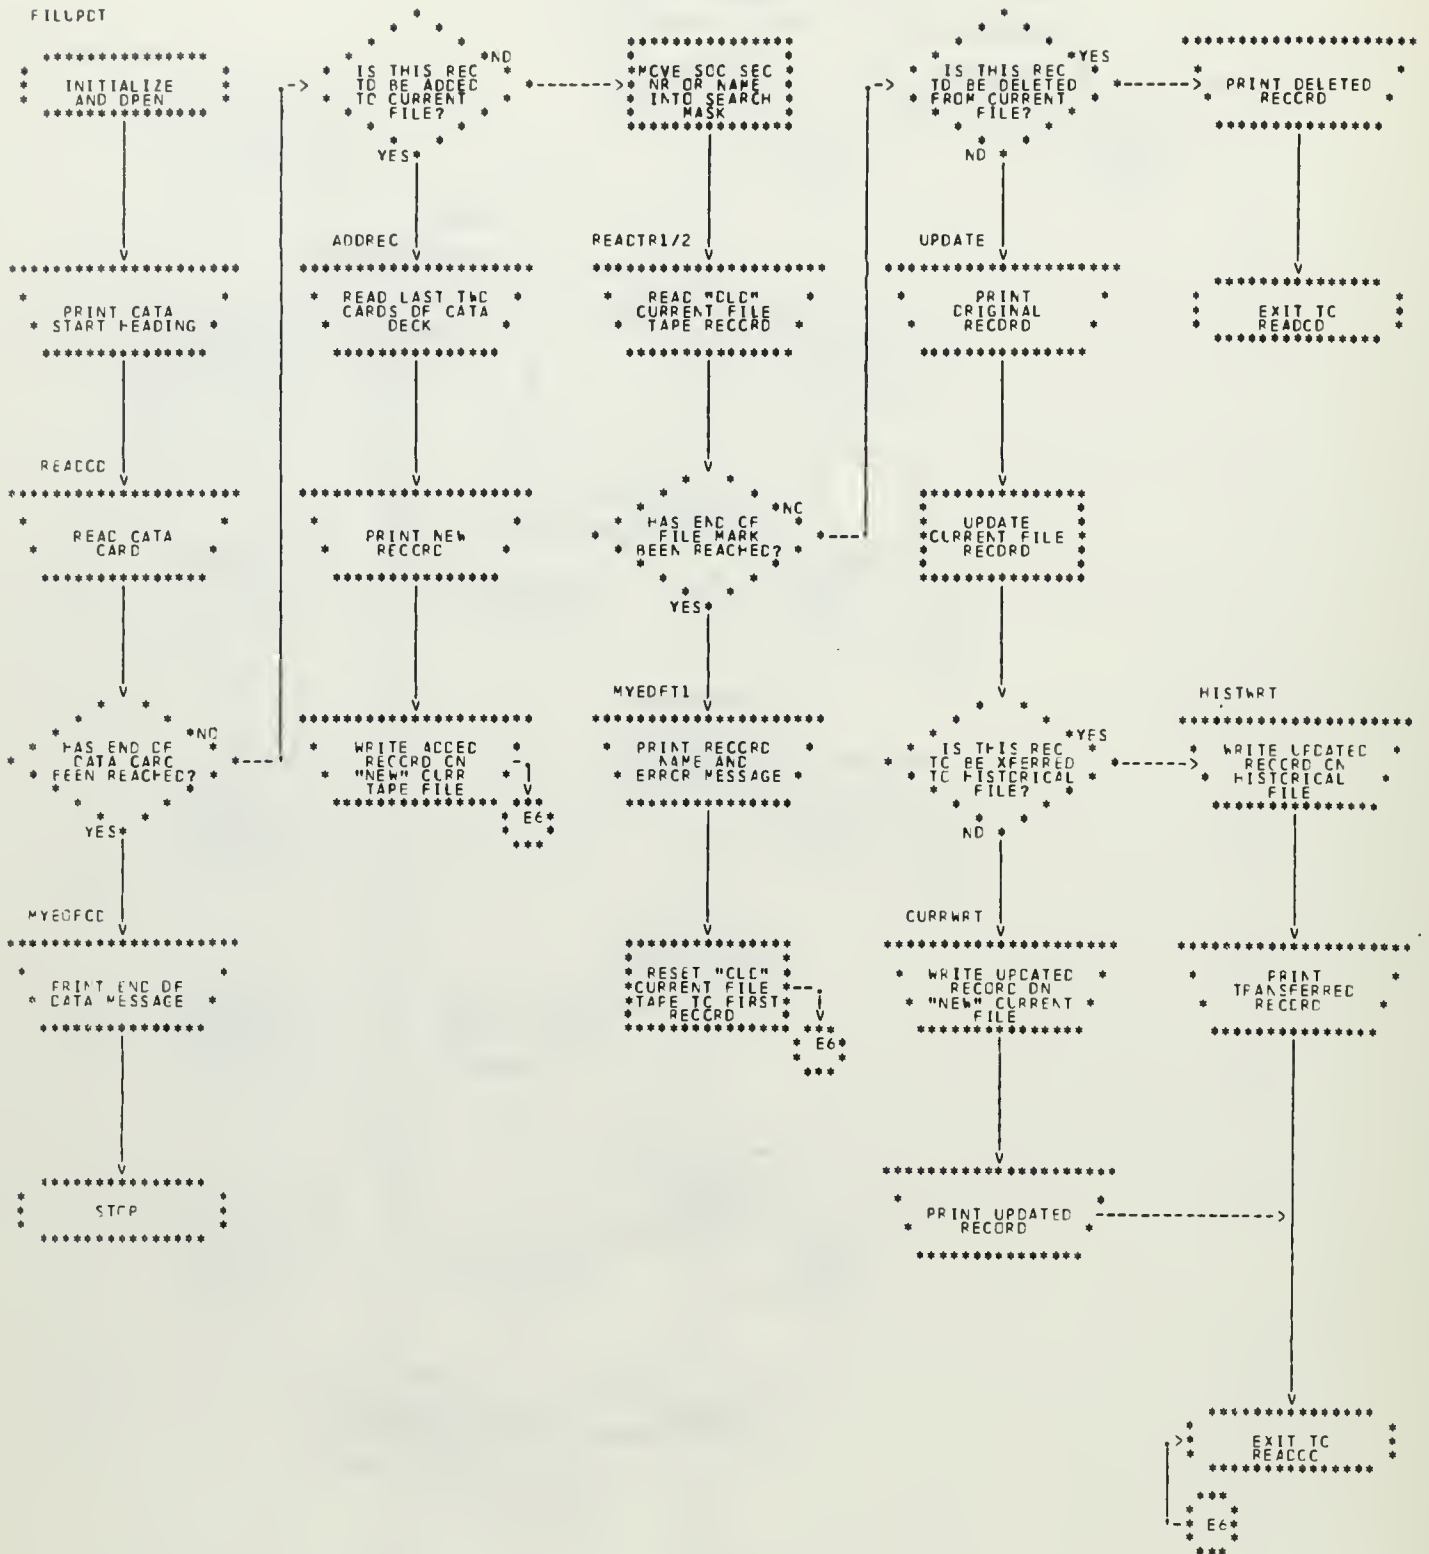 FILUPDT
INITIALIZE
AND OPEN
PRINT DATA
START HEADING
READCD
READ DATA
CARD
HAS END OF
DATA CARD
BEEN REACHED?
NO
YES
MYEOFCD
PRINT END OF
DATA MESSAGE
STOP
IS THIS REC
TO BE ADDED
TO CURRENT
FILE?
NO
YES
ADDREC
READ LAST TWO
CARDS OF DATA
DECK
PRINT NEW
RECORD
WRITE ADDED
RECORD ON
"NEW" CURR
TAPE FILE
E6
MOVE SOC SEC
NR OR NAME
INTO SEARCH
MASK
READTR1/2
READ "OLD"
CURRENT FILE
TAPE RECORD
HAS END OF
FILE MARK
BEEN REACHED?
NO
YES
MYEOFT1
PRINT RECORD
NAME AND
ERROR MESSAGE
RESET "OLD"
CURRENT FILE
TAPE TO FIRST
RECORD
E6
IS THIS REC
TO BE DELETED
FROM CURRENT
FILE?
YES
NO
UPDATE
PRINT
ORIGINAL
RECORD
UPDATE
CURRENT FILE
RECORD
IS THIS REC
TO BE XFERRED
TO HISTORICAL
FILE?
YES
NO
CURRWRT
WRITE UPDATED
RECORD ON
"NEW" CURRENT
FILE
PRINT UPDATED
RECORD
PRINT DELETED
RECORD
EXIT TO
READCD
HISTWRT
WRITE UPDATED
RECORD ON
HISTORICAL
FILE
PRINT
TRANSFERRED
RECORD
EXIT TO
READCD
E6